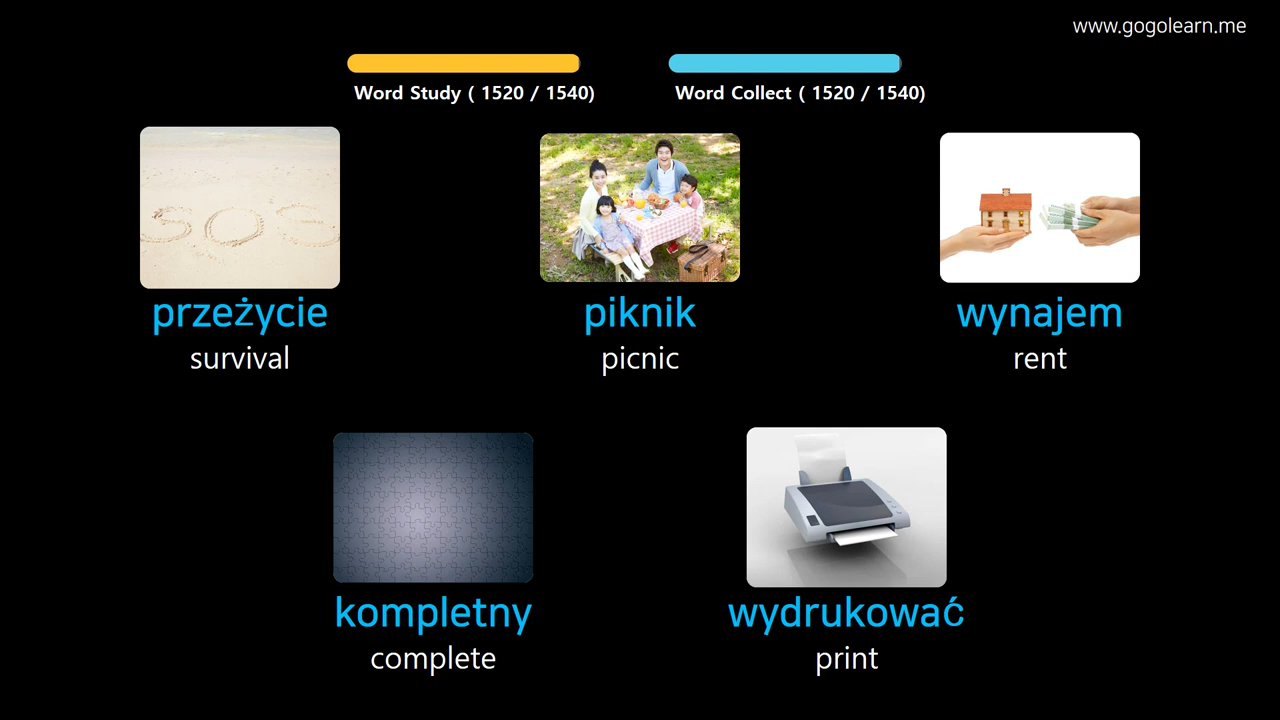 www.gogolearn.me
Word Study ( 1520 / 1540)
Word Collect ( 1520 / 1540)
SOS
przeżycie
survival
piknik
picnic
wynajem
rent
kompletny
complete
wydrukować
print